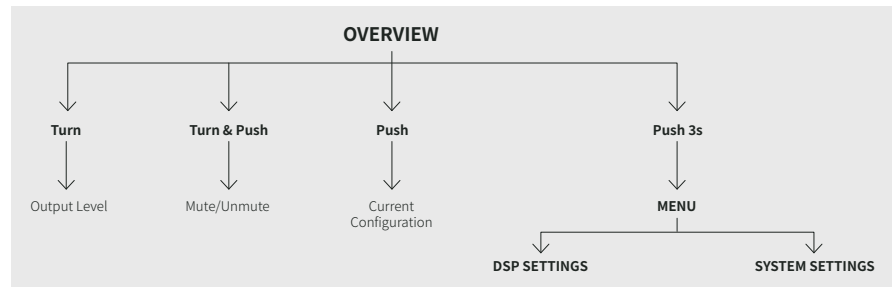 OVERVIEW
Turn
Turn & Push
Push
Push 3s
Output Level
Mute/Unmute
Current
Configuration
MENU
DSP SETTINGS
SYSTEM SETTINGS